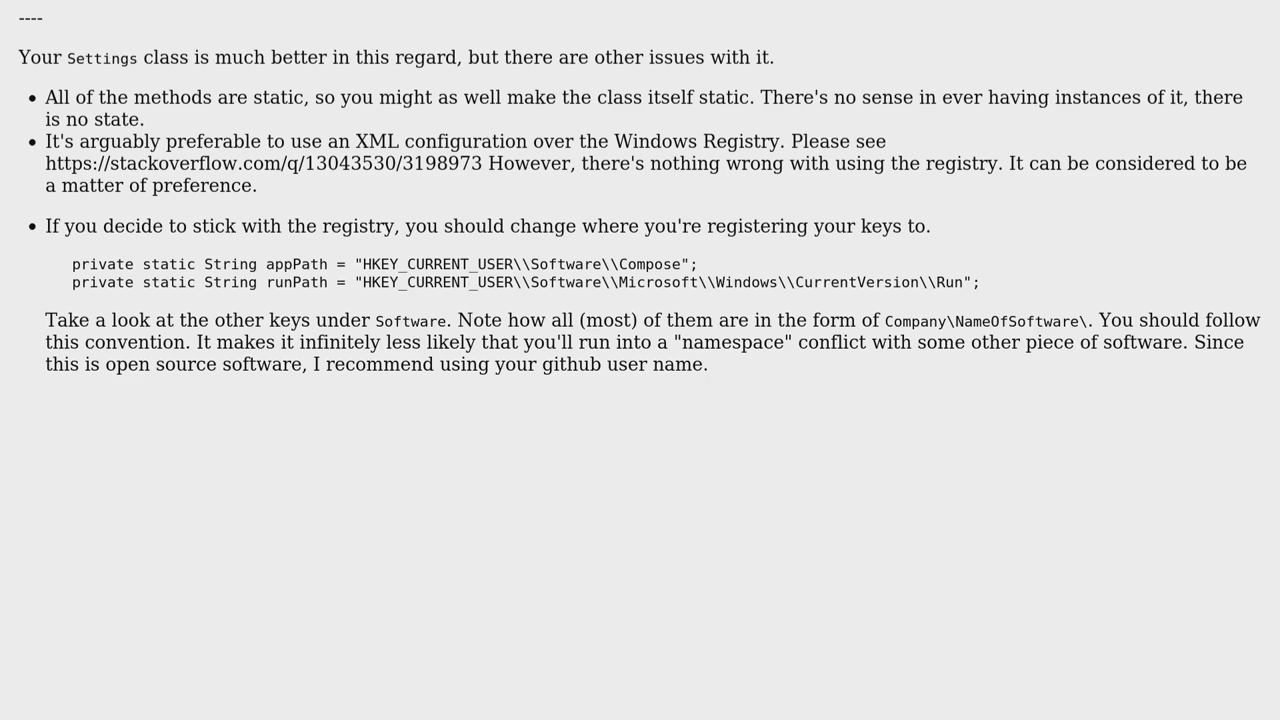 ----
Your Settings class is much better in this regard, but there are other issues with it.
• All of the methods are static, so you might as well make the class itself static. There's no sense in ever having instances of it, there
is no state.
• It's arguably preferable to use an XML configuration over the Windows Registry. Please see
https://stackoverflow.com/q/13043530/3198973 However, there's nothing wrong with using the registry. It can be considered to be
a matter of preference.
• If you decide to stick with the registry, you should change where you're registering your keys to.
private static String appPath = "HKEY_CURRENT_USER\\Software\\Compose";
private static String runPath = "HKEY_CURRENT_USER\\Software\\Microsoft\\Windows\\CurrentVersion\\Run";
Take a look at the other keys under Software. Note how all (most) of them are in the form of Company\NameOfSoftware\. You should follow
this convention. It makes it infinitely less likely that you'll run into a "namespace" conflict with some other piece of software. Since
this is open source software, I recommend using your github user name.